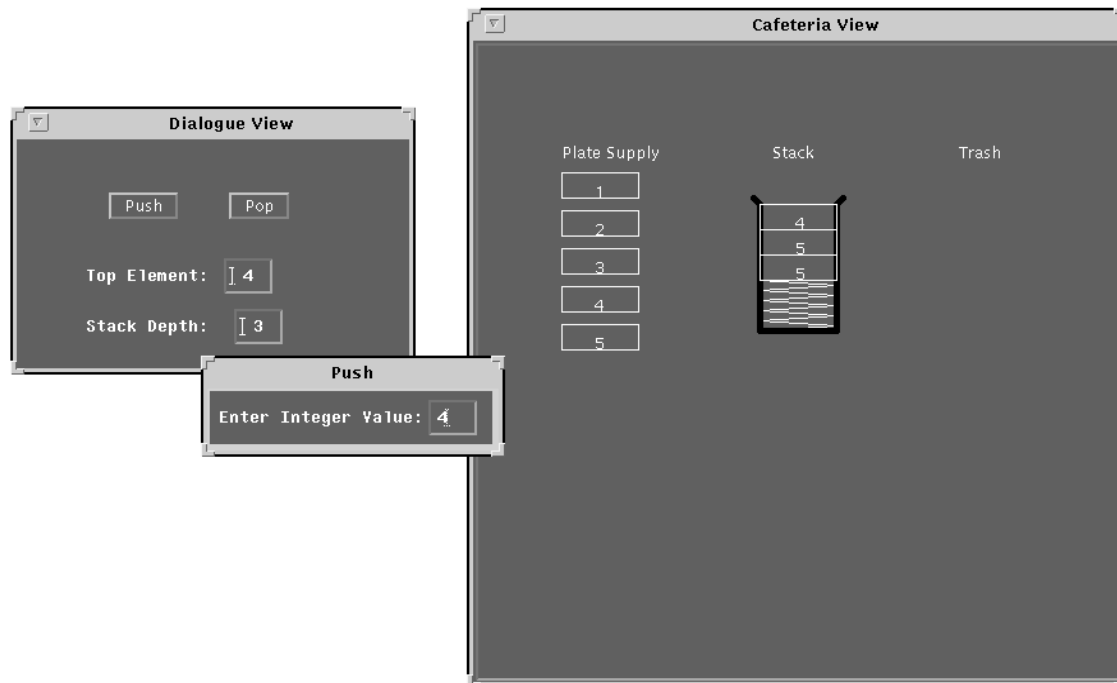 Dialogue View
Push Pop
Top Element: 4
Stack Depth: 3
Push
Enter Integer Value: 4
Cafeteria View
Plate Supply Stack Trash
1
2
3
4
5
4
5
5